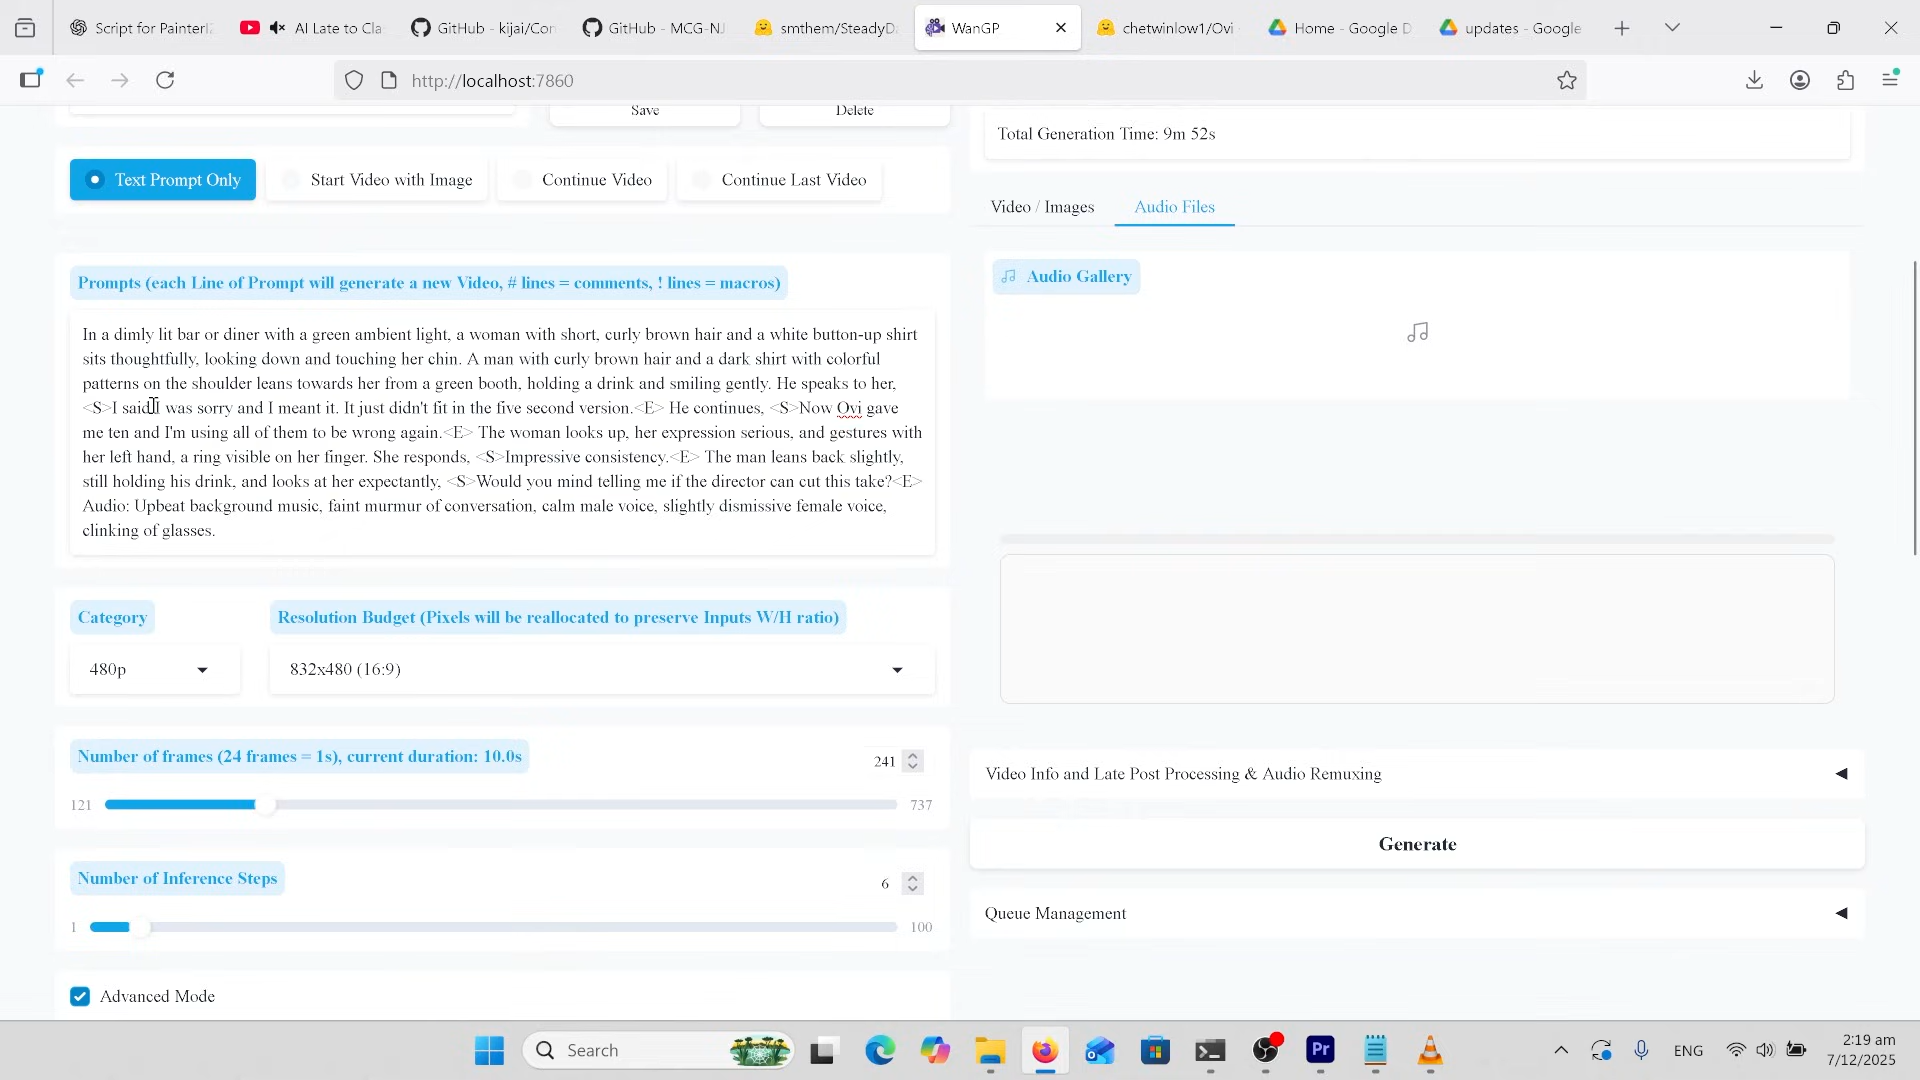 Script for PainterI2
AI Late to Cla
GitHub - kijai/Con
GitHub - MCG-NJ
smthem/SteadyDa
WanGP
chetwinlow1/Ovi
Home - Google D
updates - Google
http://localhost:7860
Save
Delete
Total Generation Time: 9m 52s
Text Prompt Only
Start Video with Image
Continue Video
Continue Last Video
Video / Images
Audio Files
Prompts (each Line of Prompt will generate a new Video, # lines = comments, ! lines = macros)
Audio Gallery
In a dimly lit bar or diner with a green ambient light, a woman with short, curly brown hair and a white button-up shirt
sits thoughtfully, looking down and touching her chin. A man with curly brown hair and a dark shirt with colorful
patterns on the shoulder leans towards her from a green booth, holding a drink and smiling gently. He speaks to her,
<S>I said I was sorry and I meant it. It just didn't fit in the five second version.<E> He continues, <S>Now Ovi gave
me ten and I'm using all of them to be wrong again.<E> The woman looks up, her expression serious, and gestures with
her left hand, a ring visible on her finger. She responds, <S>Impressive consistency.<E> The man leans back slightly,
still holding his drink, and looks at her expectantly, <S>Would you mind telling me if the director can cut this take?<E>
Audio: Upbeat background music, faint murmur of conversation, calm male voice, slightly dismissive female voice,
clinking of glasses.
Category
Resolution Budget (Pixels will be reallocated to preserve Inputs W/H ratio)
480p
832x480 (16:9)
Number of frames (24 frames = 1s), current duration: 10.0s
241
121
737
Video Info and Late Post Processing & Audio Remuxing
Generate
Number of Inference Steps
6
1
100
Queue Management
Advanced Mode
Search
Pr
ENG
2:19 am
7/12/2025